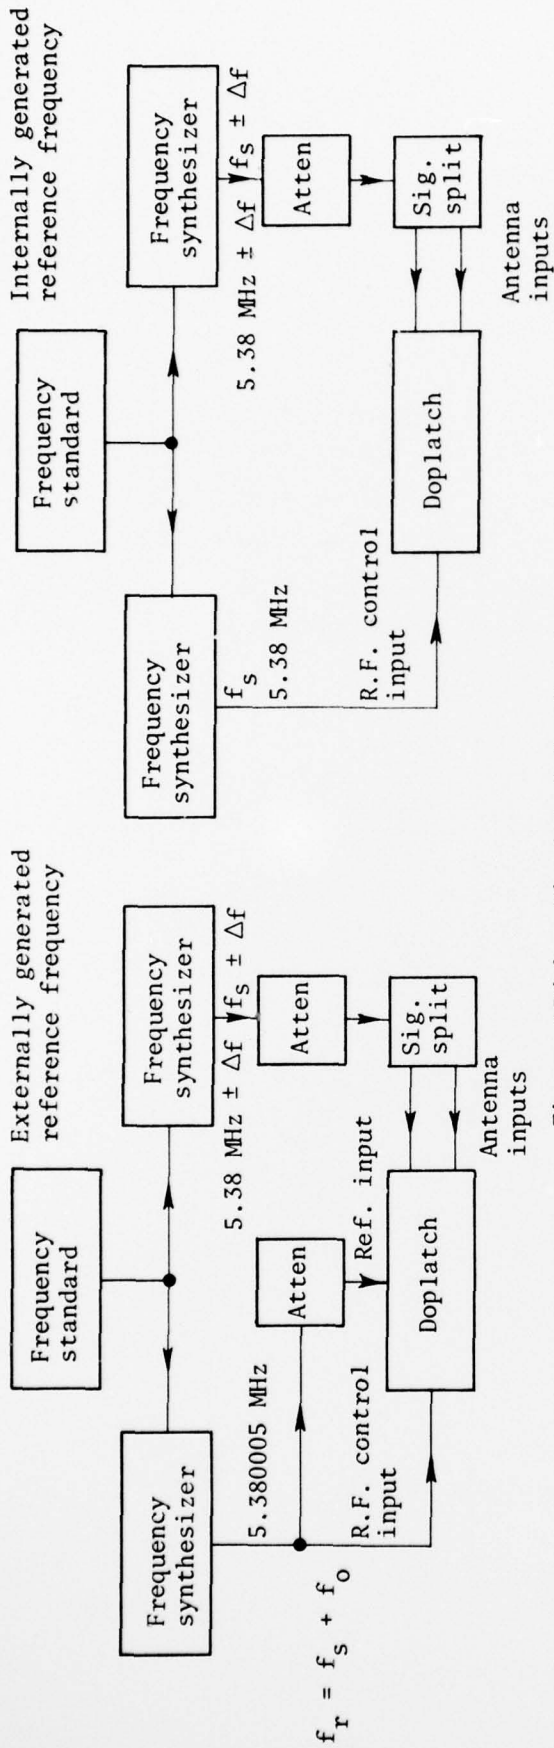 Externally generated
reference frequency
Frequency
standard
Frequency
synthesizer
Frequency
synthesizer
5.380005 MHz
5.38 MHz ± Δf
f_s ± Δf
Atten
Atten
f_r = f_s + f_o
R.F. control
input
Ref. input
Doplatch
Sig.
split
Antenna
inputs
Internally generated
reference frequency
Frequency
standard
Frequency
synthesizer
Frequency
synthesizer
f_s
5.38 MHz
5.38 MHz ± Δf
f_s ± Δf
Atten
R.F. control
input
Doplatch
Sig.
split
Antenna
inputs